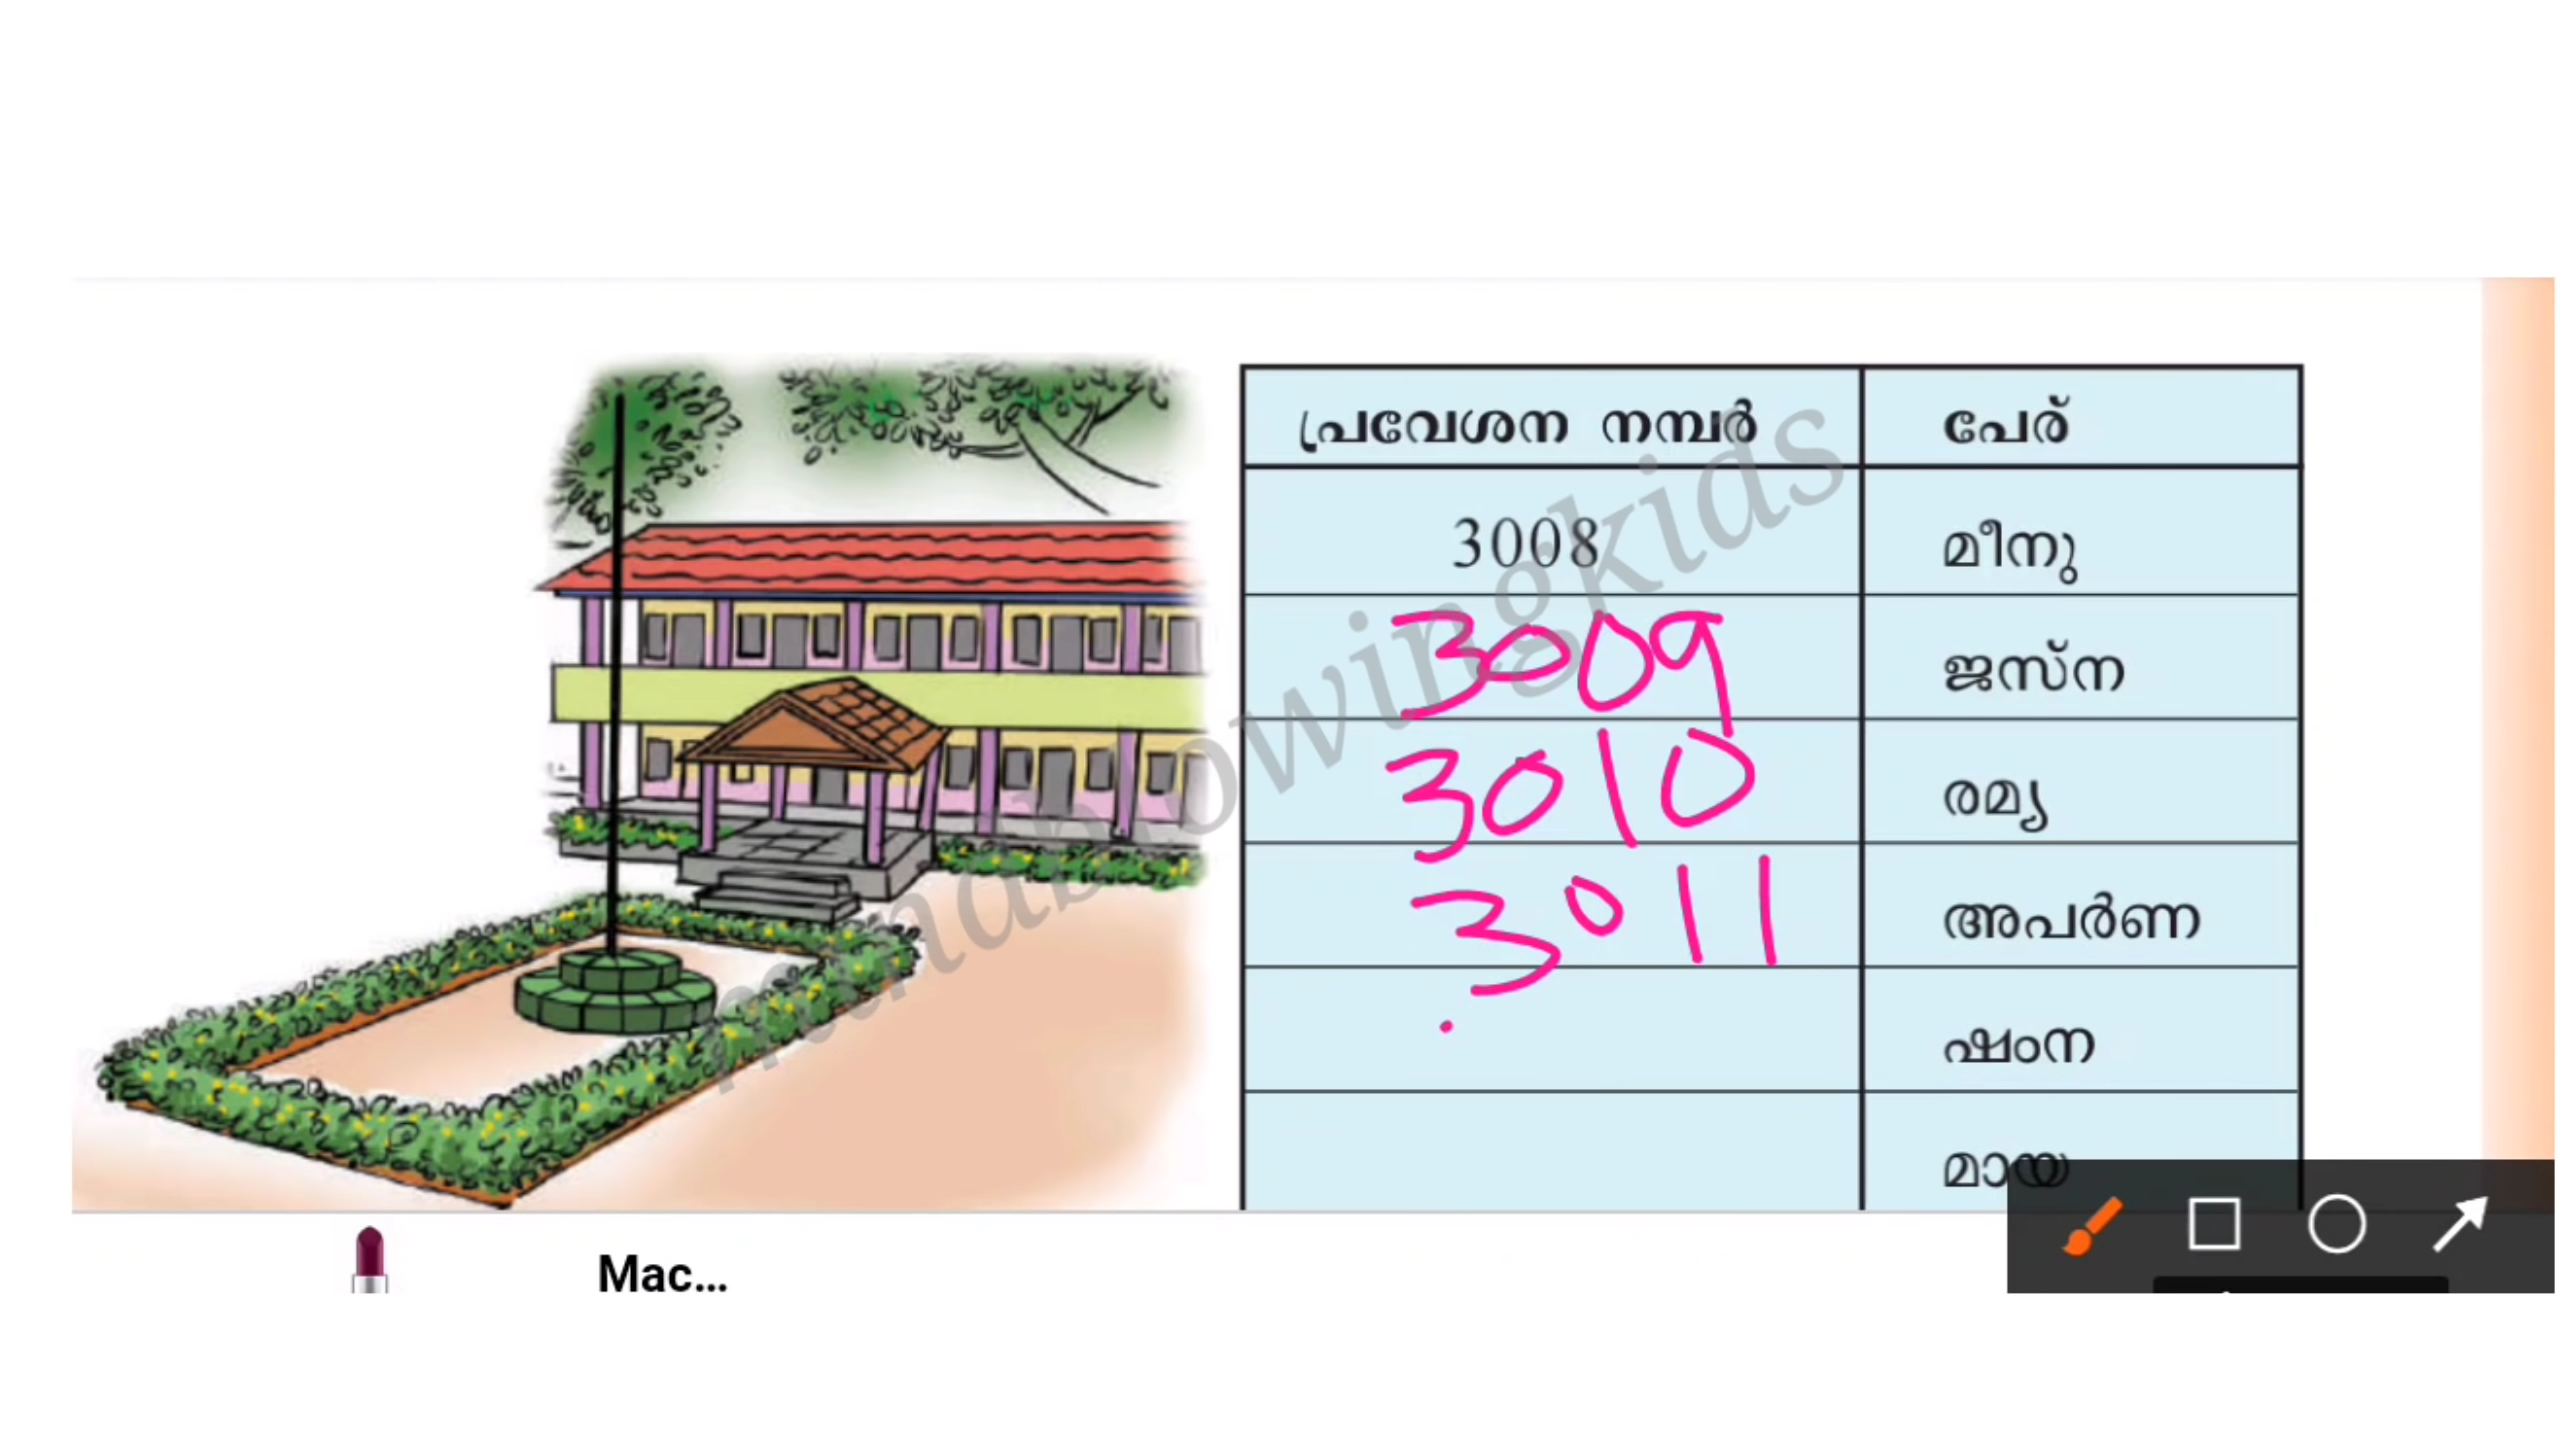 പ്രവേശന നമ്പർ പേര്
3008 മീനു
3009 ജസ്ന
3010 രമ്യ
3011 അപർണ
ഷംന
മായ
Mac...